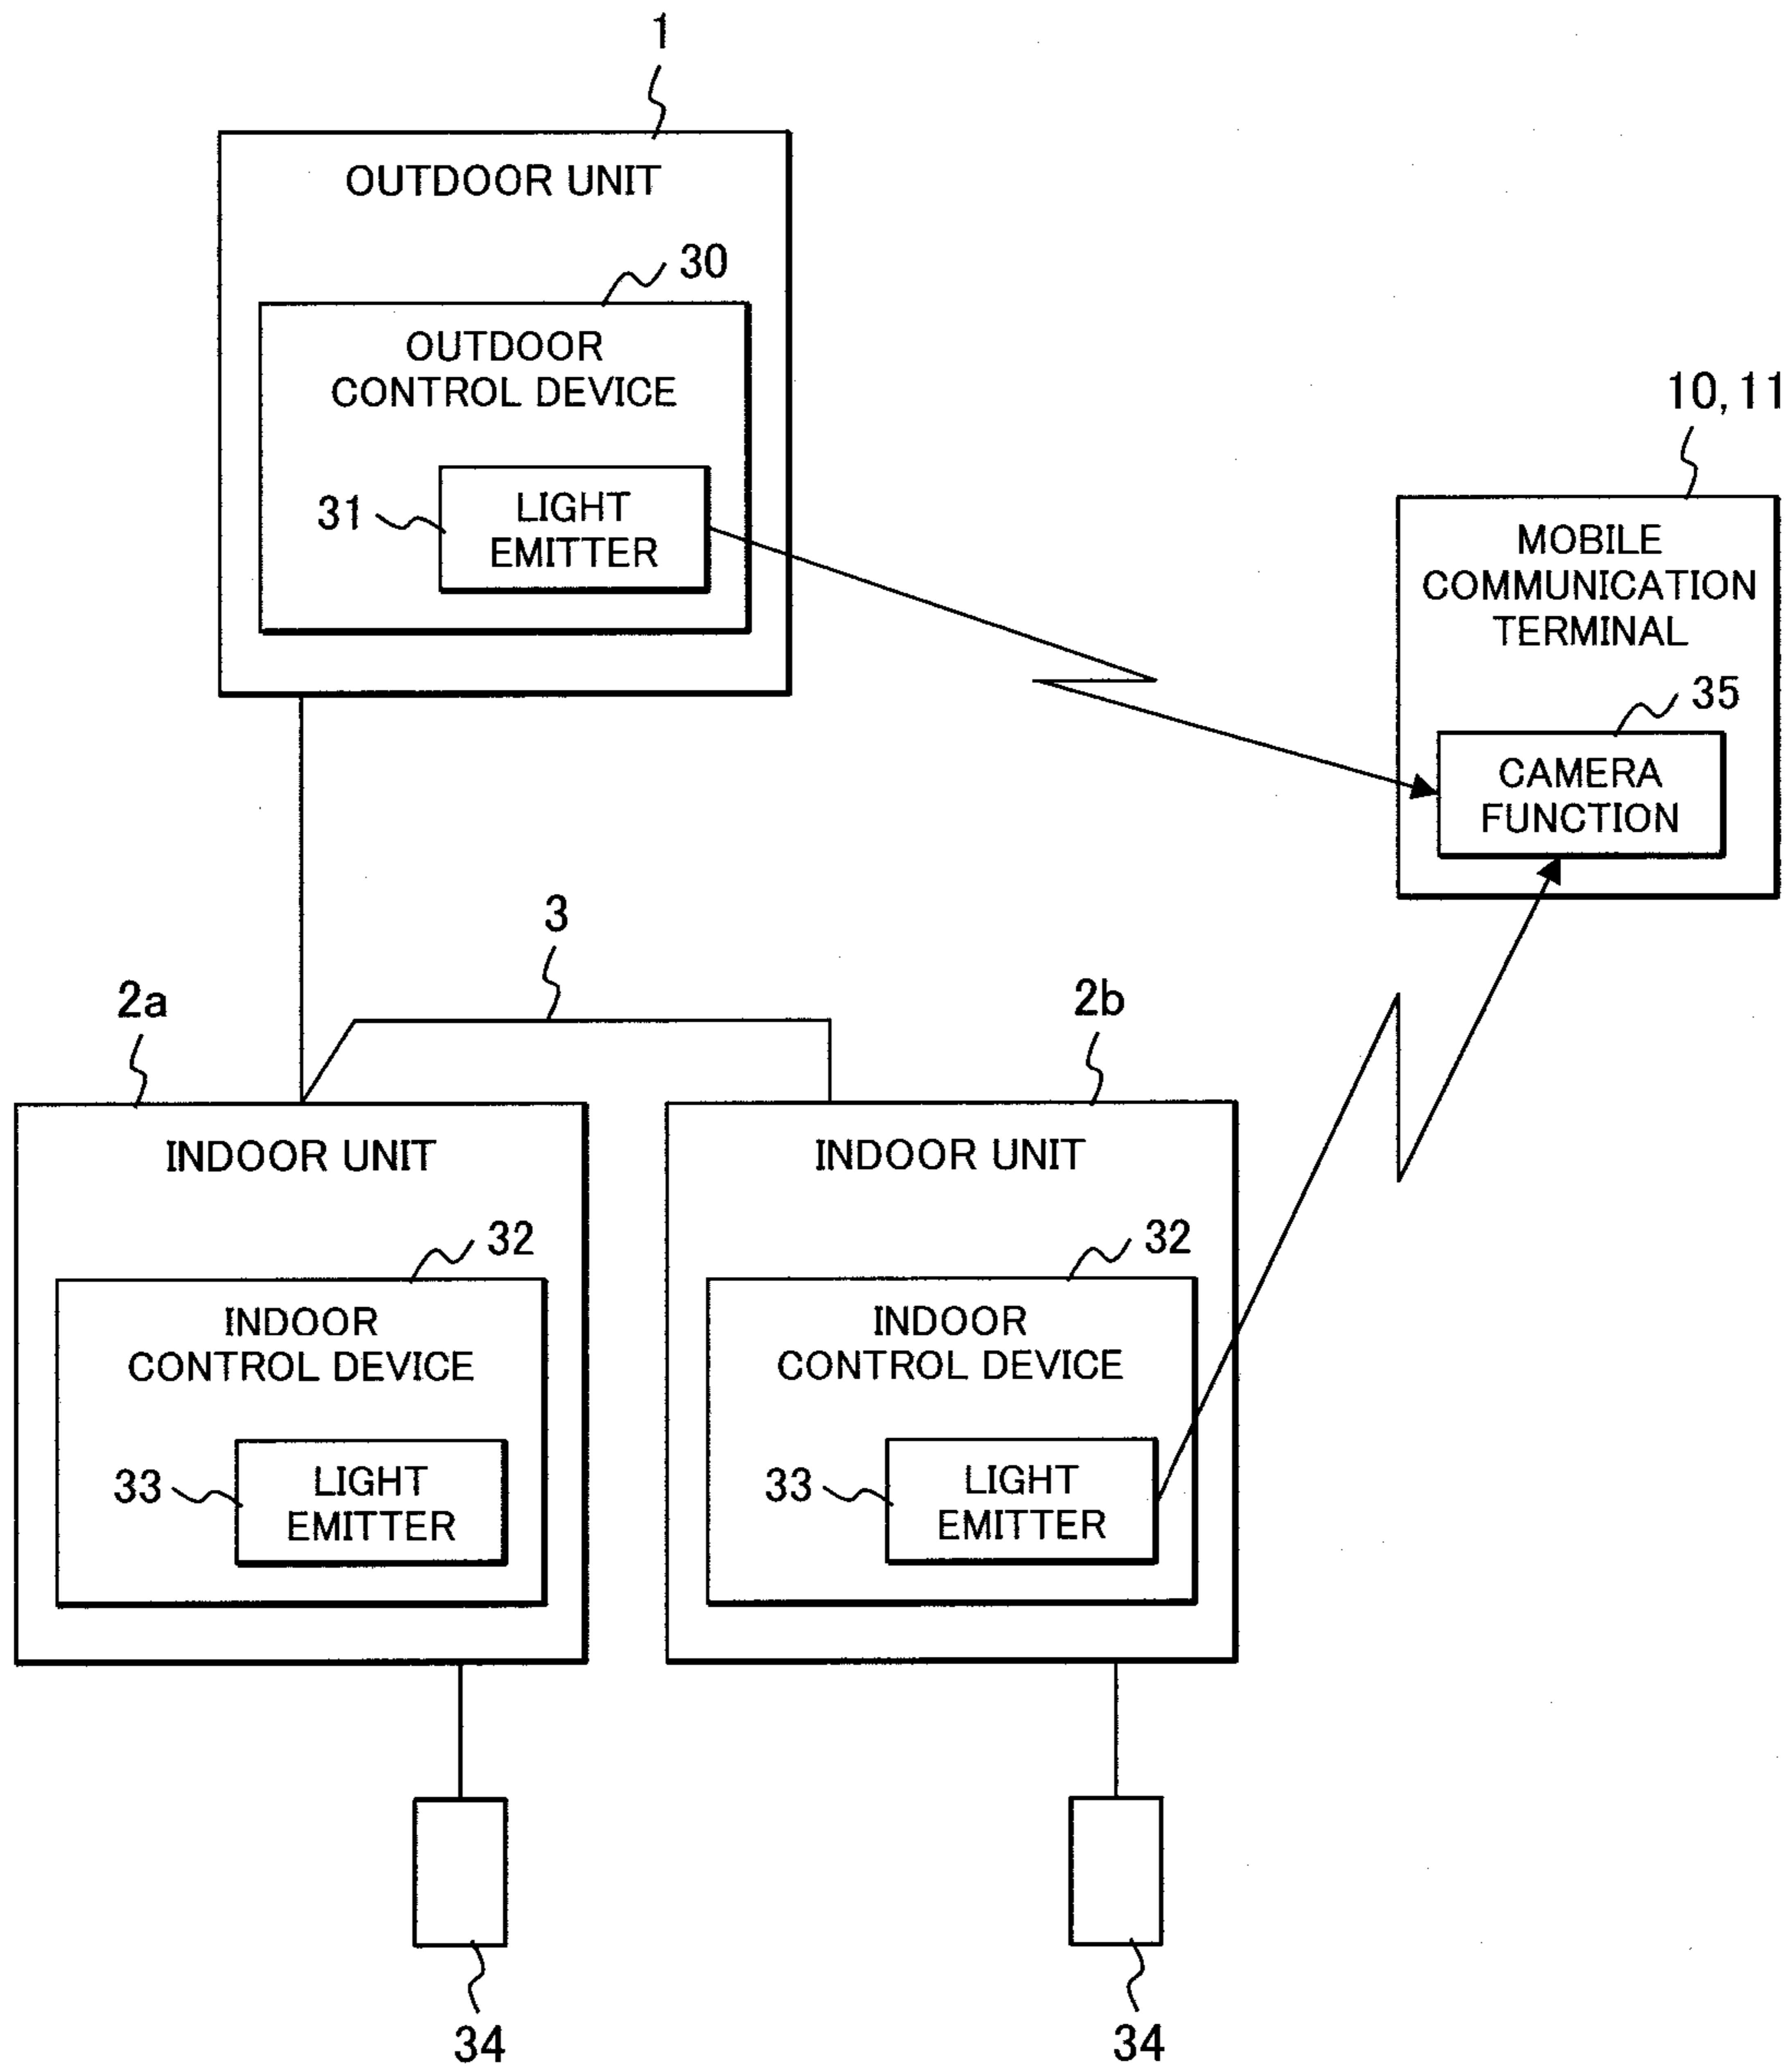 1
OUTDOOR UNIT
30
OUTDOOR
CONTROL DEVICE
31
LIGHT
EMITTER
10, 11
MOBILE
COMMUNICATION
TERMINAL
35
CAMERA
FUNCTION
3
2a
INDOOR UNIT
32
INDOOR
CONTROL DEVICE
33
LIGHT
EMITTER
34
2b
INDOOR UNIT
32
INDOOR
CONTROL DEVICE
33
LIGHT
EMITTER
34